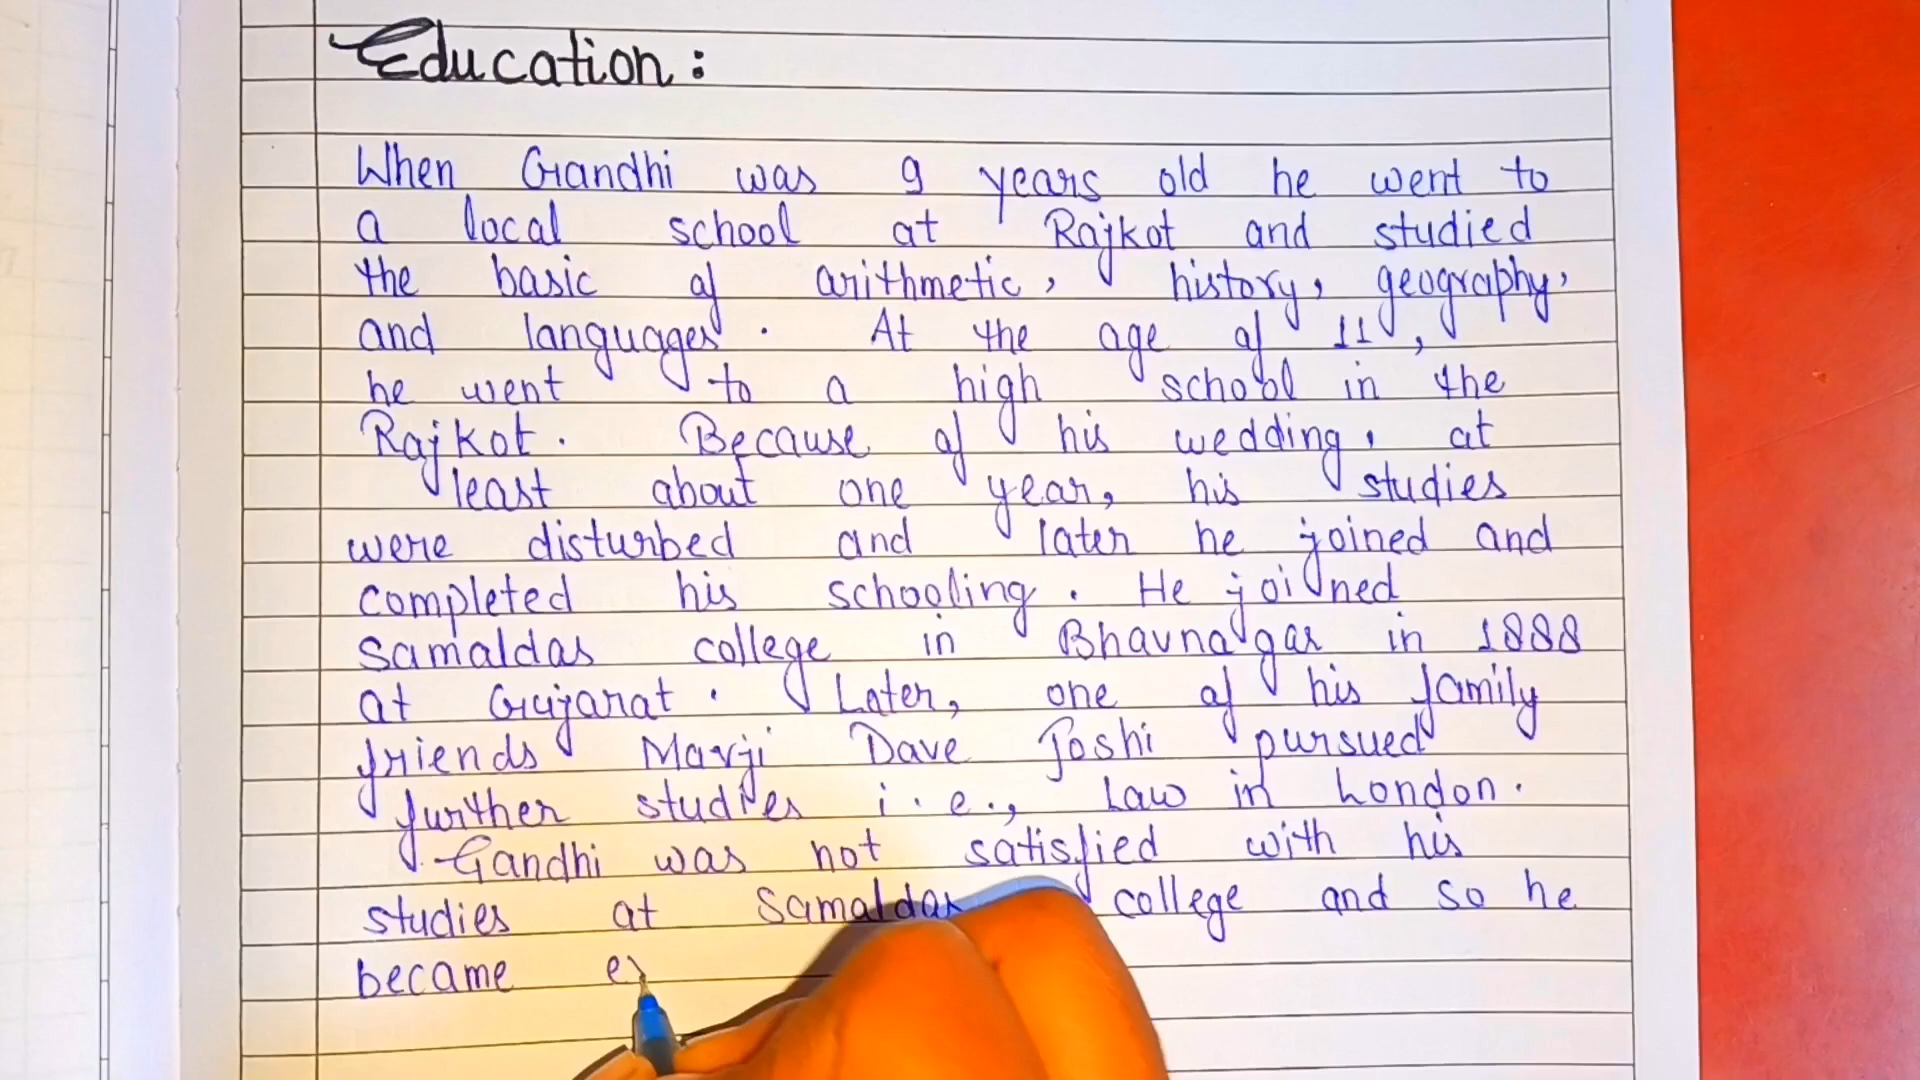 Education:
When Gandhi was 9 years old he went to
a local school at Rajkot and studied
the basic of arithmetic, history, geography,
and languages. At the age of 11,
he went to a high school in the
Rajkot. Because of his wedding, at
least about one year, his studies
were disturbed and later he joined and
completed his schooling. He joined
samaldas college in Bhavnagar in 1888
at Gujarat. Later, one of his family
friends Mavji Dave Joshi pursued
further studies i.e., Law in London.
Gandhi was not satisfied with his
studies at Samaldas college and so he
became